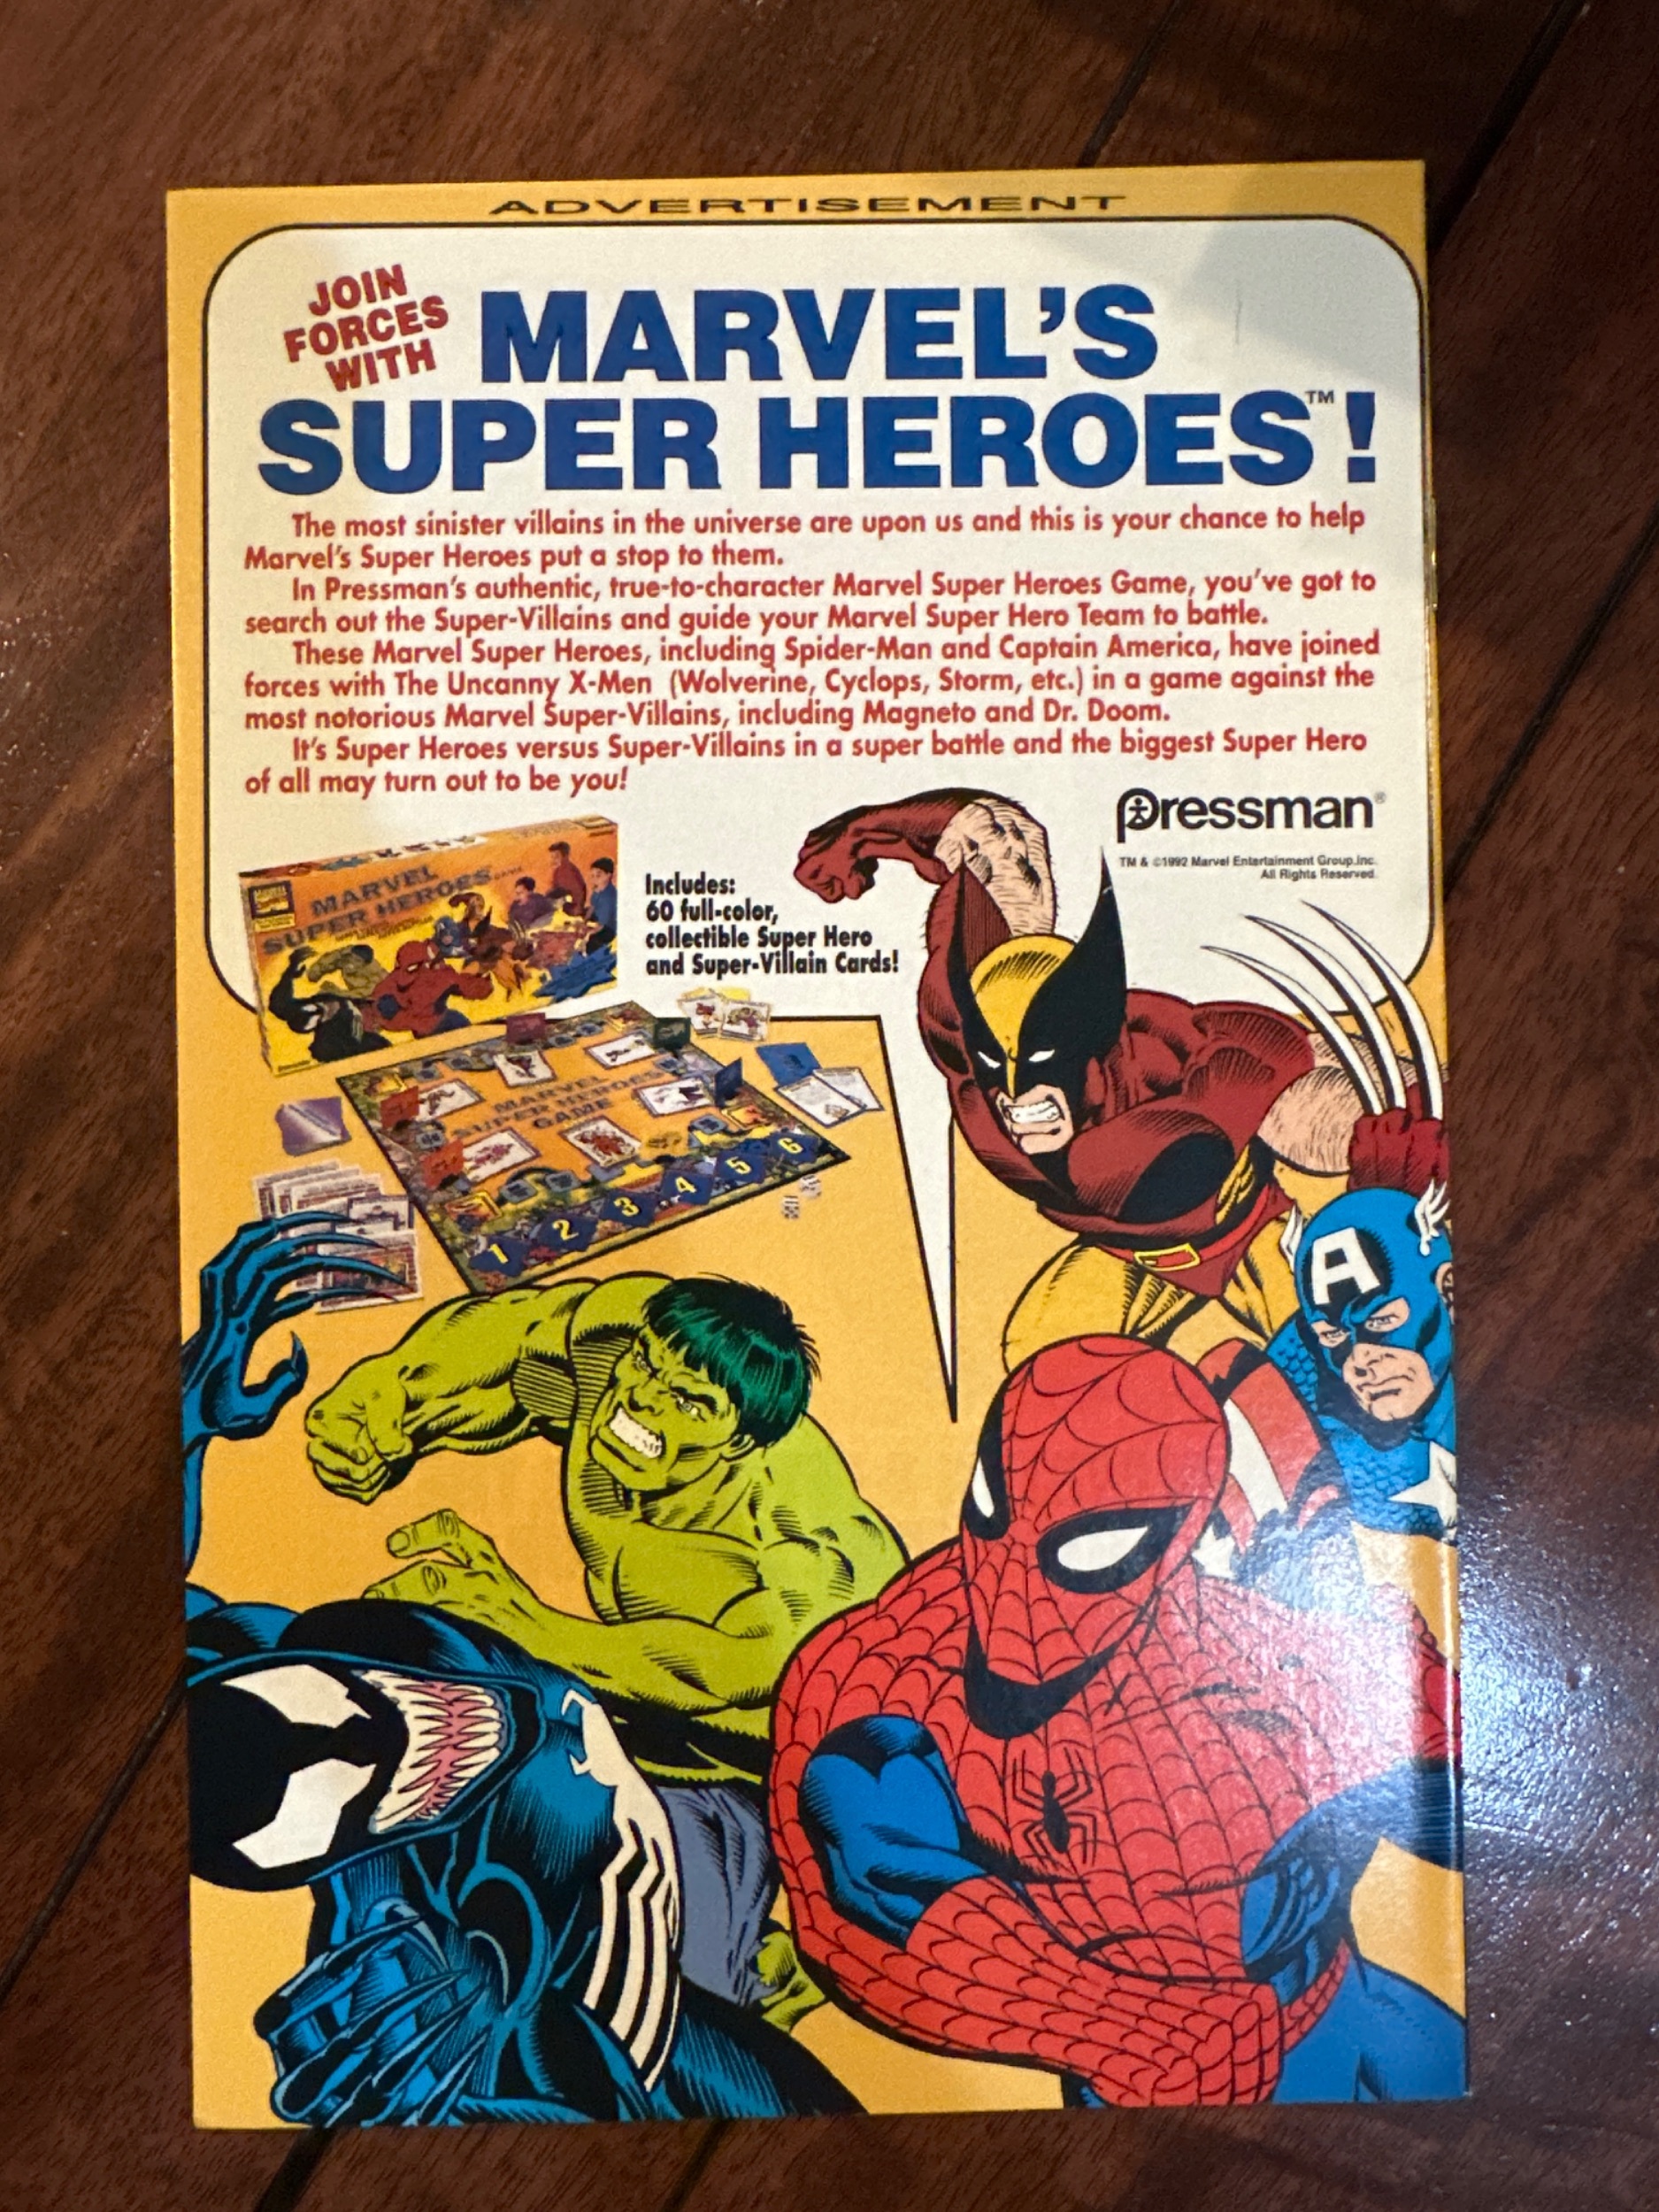 ADVERTISEMENT
JOIN
FORCES
WITH
MARVEL'S
SUPER HEROES™!
The most sinister villains in the universe are upon us and this is your chance to help
Marvel's Super Heroes put a stop to them.
In Pressman's authentic, true-to-character Marvel Super Heroes Game, you've got to
search out the Super-Villains and guide your Marvel Super Hero Team to battle.
These Marvel Super Heroes, including Spider-Man and Captain America, have joined
forces with The Uncanny X-Men (Wolverine, Cyclops, Storm, etc.) in a game against the
most notorious Marvel Super-Villains, including Magneto and Dr. Doom.
It's Super Heroes versus Super-Villains in a super battle and the biggest Super Hero
of all may turn out to be you!
Pressman®
TM & ©1992 Marvel Entertainment Group,Inc.
All Rights Reserved.
Includes:
60 full-color,
collectible Super Hero
and Super-Villain Cards!
MARVEL
SUPER HEROES GAME
MARVEL
SUPER HEROES
GAME
1 2 3 4 5 6
A